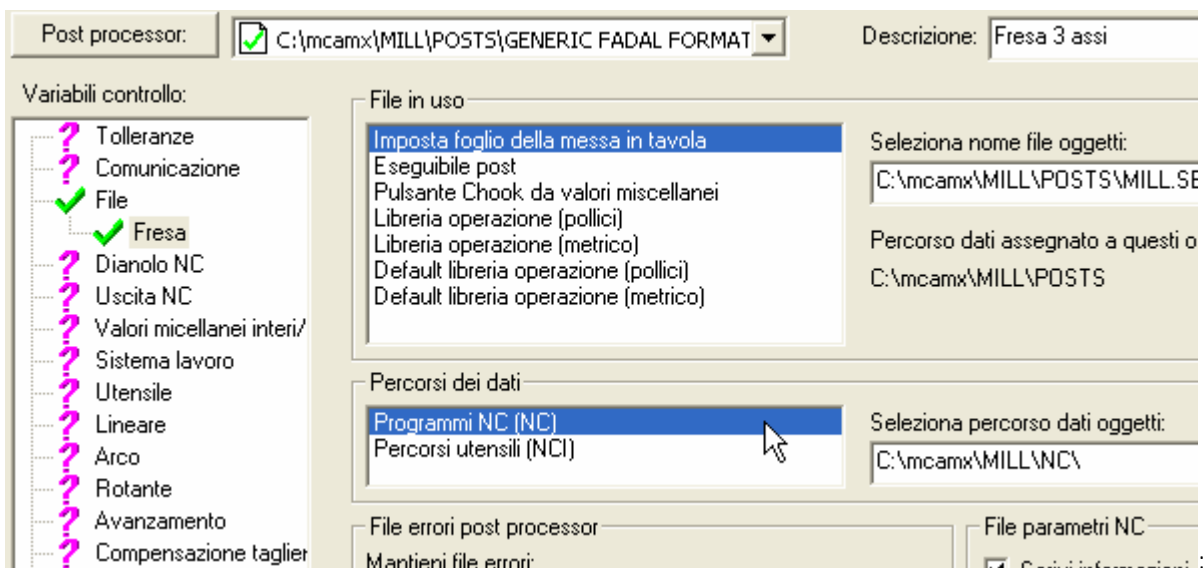 Post processor:
C:\mcamx\MILL\POSTS\GENERIC FADAL FORMAT
Descrizione:
Fresa 3 assi
Variabili controllo:
Tolleranze
Comunicazione
File
Fresa
Dianolo NC
Uscita NC
Valori micellanei interi/
Sistema lavoro
Utensile
Lineare
Arco
Rotante
Avanzamento
Compensazione taglier
File in uso
Imposta foglio della messa in tavola
Eseguibile post
Pulsante Chook da valori miscellanei
Libreria operazione (pollici)
Libreria operazione (metrico)
Default libreria operazione (pollici)
Default libreria operazione (metrico)
Seleziona nome file oggetti:
C:\mcamx\MILL\POSTS\MILL.SE
Percorso dati assegnato a questi o
C:\mcamx\MILL\POSTS
Percorsi dei dati
Programmi NC (NC)
Percorsi utensili (NCI)
Seleziona percorso dati oggetti:
C:\mcamx\MILL\NC\
File errori post processor
Mantieni file errori:
File parametri NC
Scrivi informazioni